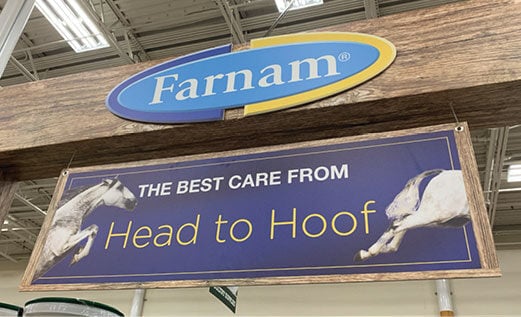 Farnam®
THE BEST CARE FROM
Head to Hoof